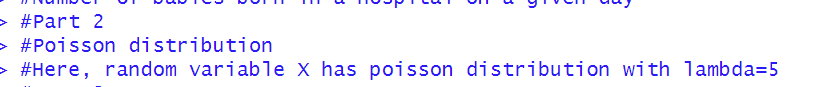 > #Number of babies born in a hospital on a given day
> #Part 2
> #Poisson distribution
> #Here, random variable X has poisson distribution with lambda=5